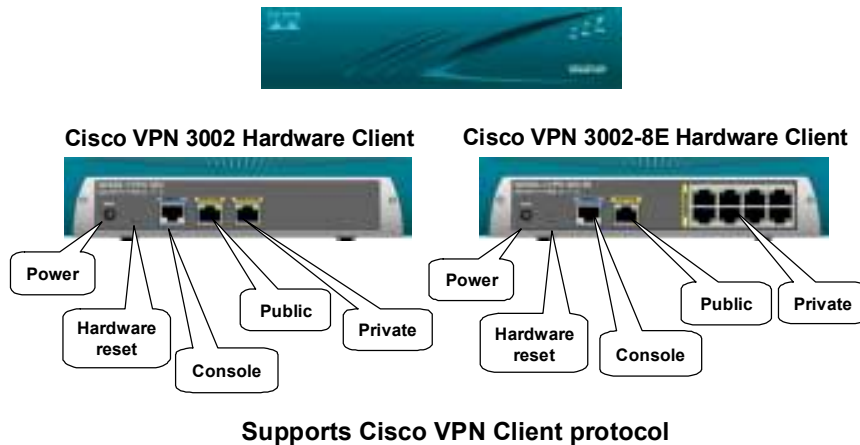 Cisco VPN 3002 Hardware Client
Cisco VPN 3002-8E Hardware Client
Power
Hardware
reset
Console
Public
Private
Power
Hardware
reset
Console
Public
Private
Supports Cisco VPN Client protocol